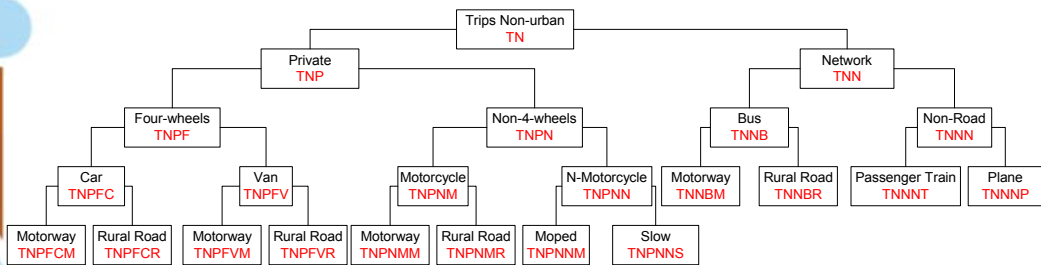 Trips Non-urban
TN
Private
TNP
Network
TNN
Four-wheels
TNPF
Non-4-wheels
TNPN
Bus
TNNB
Non-Road
TNNN
Car
TNPFC
Van
TNPFV
Motorcycle
TNPNM
N-Motorcycle
TNPNN
Motorway
TNNBM
Rural Road
TNNBR
Passenger Train
TNNNT
Plane
TNNNP
Motorway
TNPFCM
Rural Road
TNPFCR
Motorway
TNPFVM
Rural Road
TNPFVR
Motorway
TNPNMM
Rural Road
TNPNMR
Moped
TNPNNM
Slow
TNPNNS